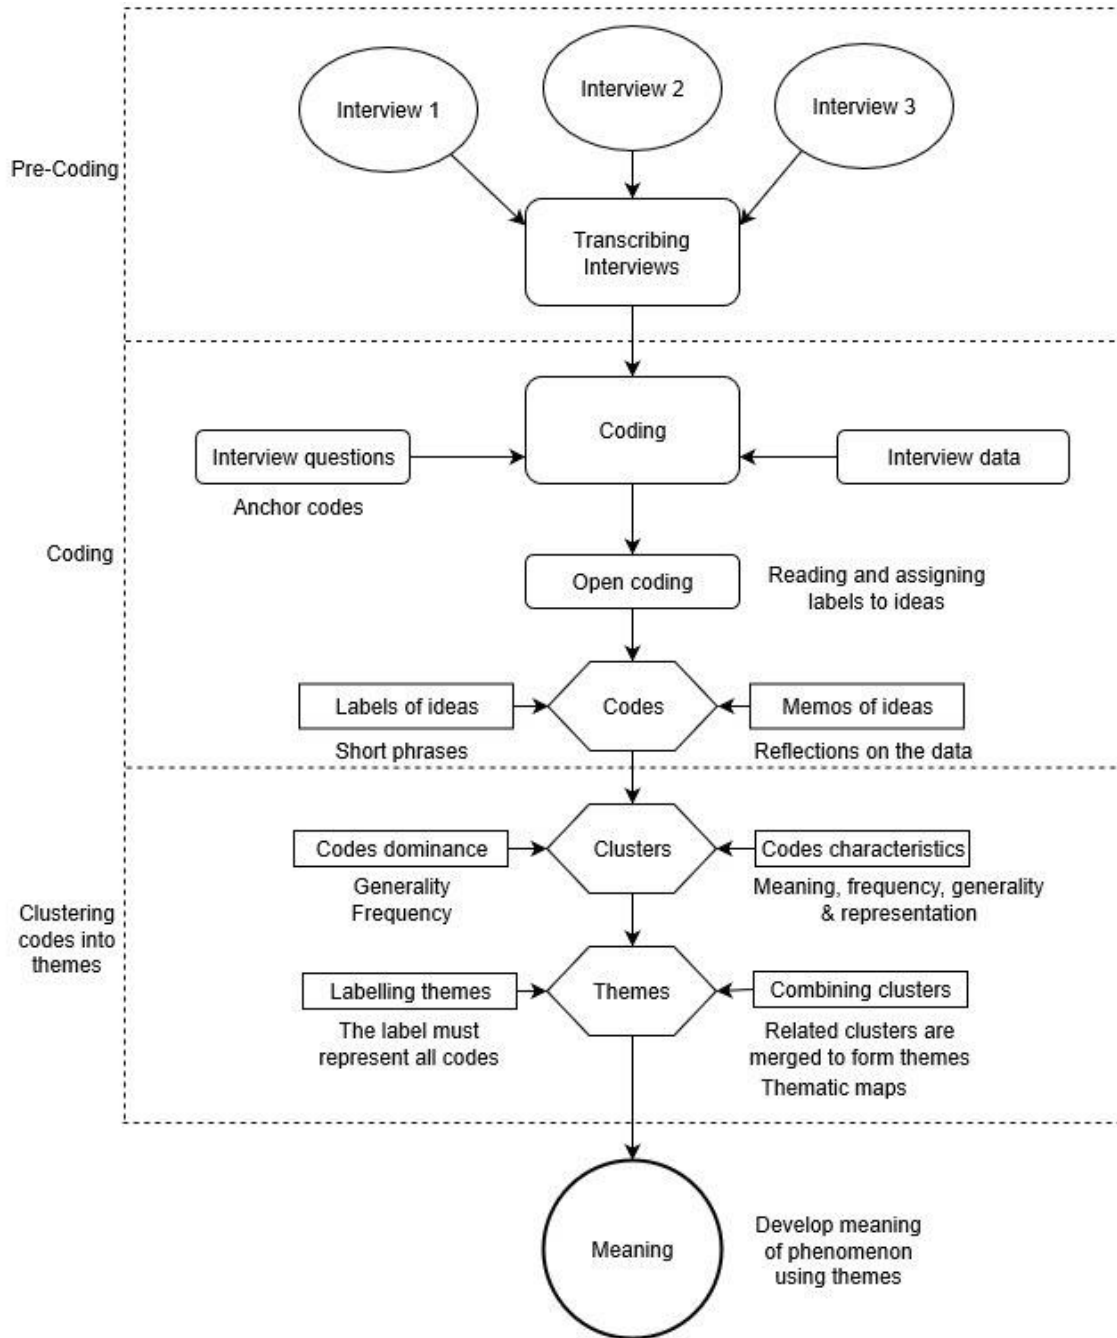 Interview 1
Interview 2
Interview 3
Pre-Coding
Transcribing
Interviews
Coding
Interview questions
Interview data
Anchor codes
Coding
Open coding
Reading and assigning
labels to ideas
Labels of ideas
Codes
Memos of ideas
Short phrases
Reflections on the data
Codes dominance
Clusters
Codes characteristics
Generality
Frequency
Meaning, frequency, generality
& representation
Clustering
codes into
themes
Labelling themes
Themes
Combining clusters
The label must
represent all codes
Related clusters are
merged to form themes
Thematic maps
Meaning
Develop meaning
of phenomenon
using themes